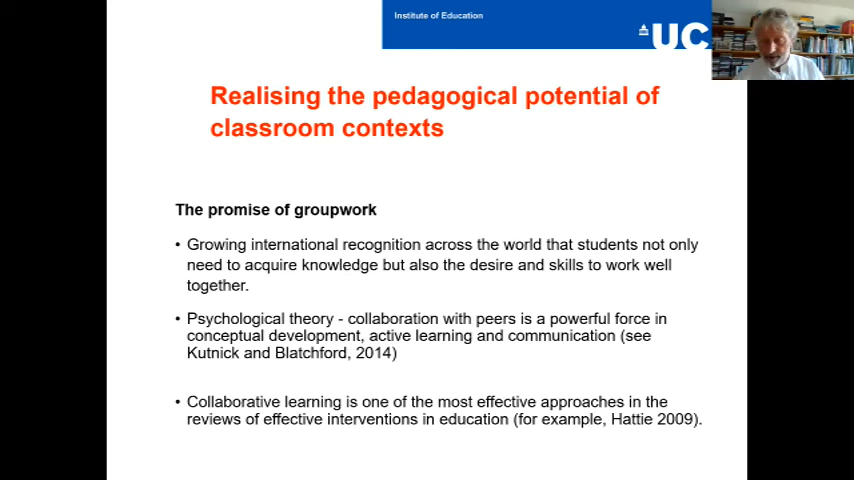 Institute of Education
UC
Realising the pedagogical potential of
classroom contexts
The promise of groupwork
• Growing international recognition across the world that students not only
need to acquire knowledge but also the desire and skills to work well
together.
• Psychological theory - collaboration with peers is a powerful force in
conceptual development, active learning and communication (see
Kutnick and Blatchford, 2014)
• Collaborative learning is one of the most effective approaches in the
reviews of effective interventions in education (for example, Hattie 2009).